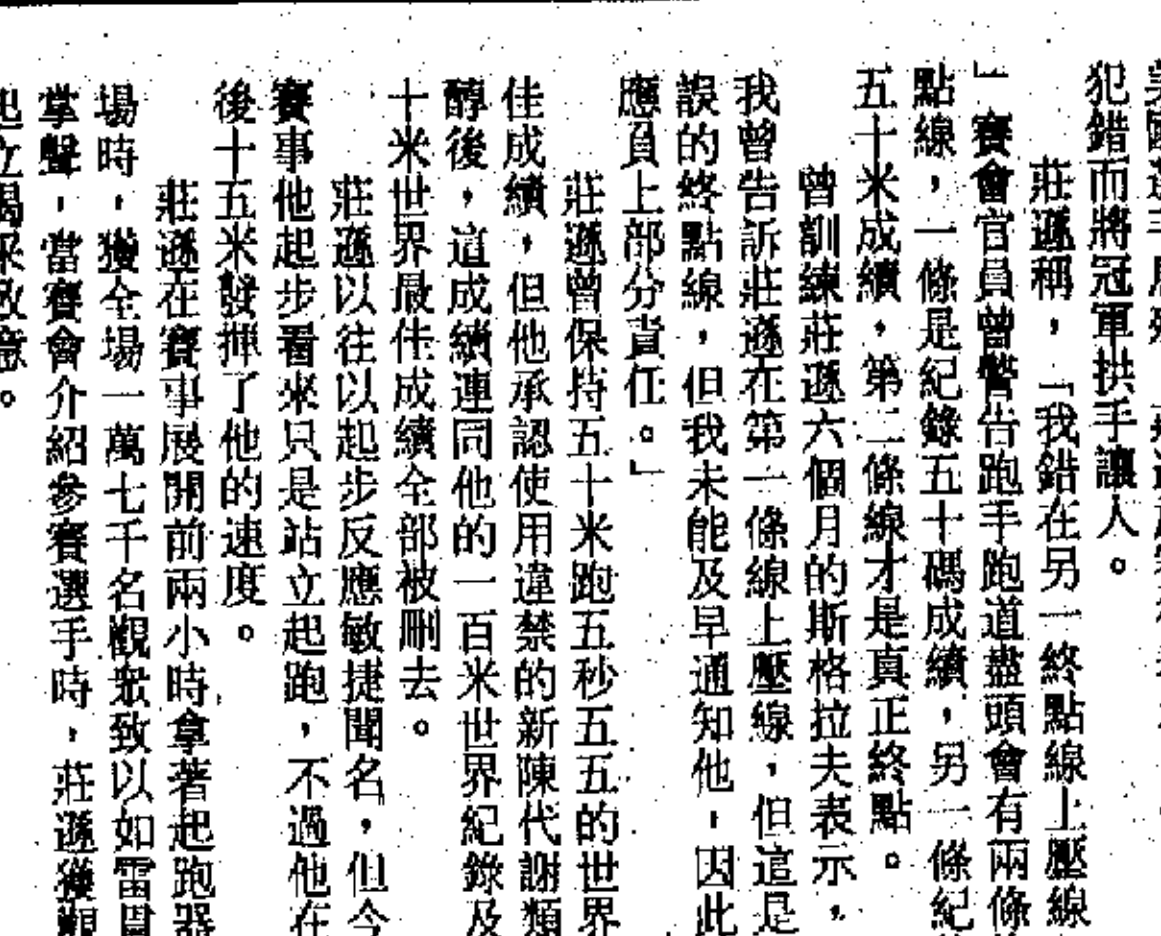 犯錯而將冠軍拱手讓人。
莊遜稱，「我錯在另一終點線上壓線
」賽會官員曾警告跑手跑道盡頭會有兩條
點線，一條是紀錄五十碼成績，另一條紀
五十米成績，第二條線才是真正終點。
曾訓練莊遜六個月的斯格拉夫表示，
我曾告訴莊遜在第一條線上壓線，但這是
誤的終點線，但我未能及早通知他，因此
應負上部分責任。」
莊遜曾保持五十米跑五秒五五的世界
佳成績，但他承認使用違禁的新陳代謝類
醇後，這成績連同他的一百米世界紀錄及
十米世界最佳成績全部被刪去。
莊遜以往以起步反應敏捷聞名，但今
賽事他起步看來只是站立起跑，不過他在
後十五米發揮了他的速度。
莊遜在賽事展開前兩小時拿著起跑器
場時，獲全場一萬七千名觀眾致以如雷
掌聲，當賽會介紹參賽選手時，莊遜獲觀
起立喝采致意。